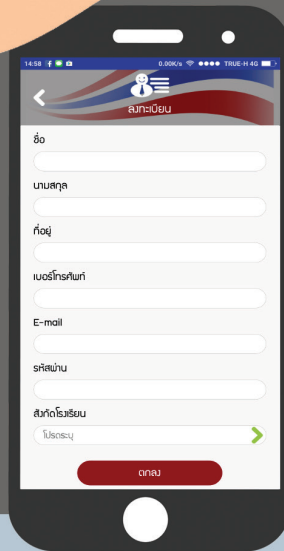 14:58 0.00K/s TRUE-H 4G
ลงทะเบียน
ชื่อ
นามสกุล
ที่อยู่
เบอร์โทรศัพท์
E-mail
รหัสผ่าน
สังกัดโรงเรียน
โปรดระบุ
ตกลง